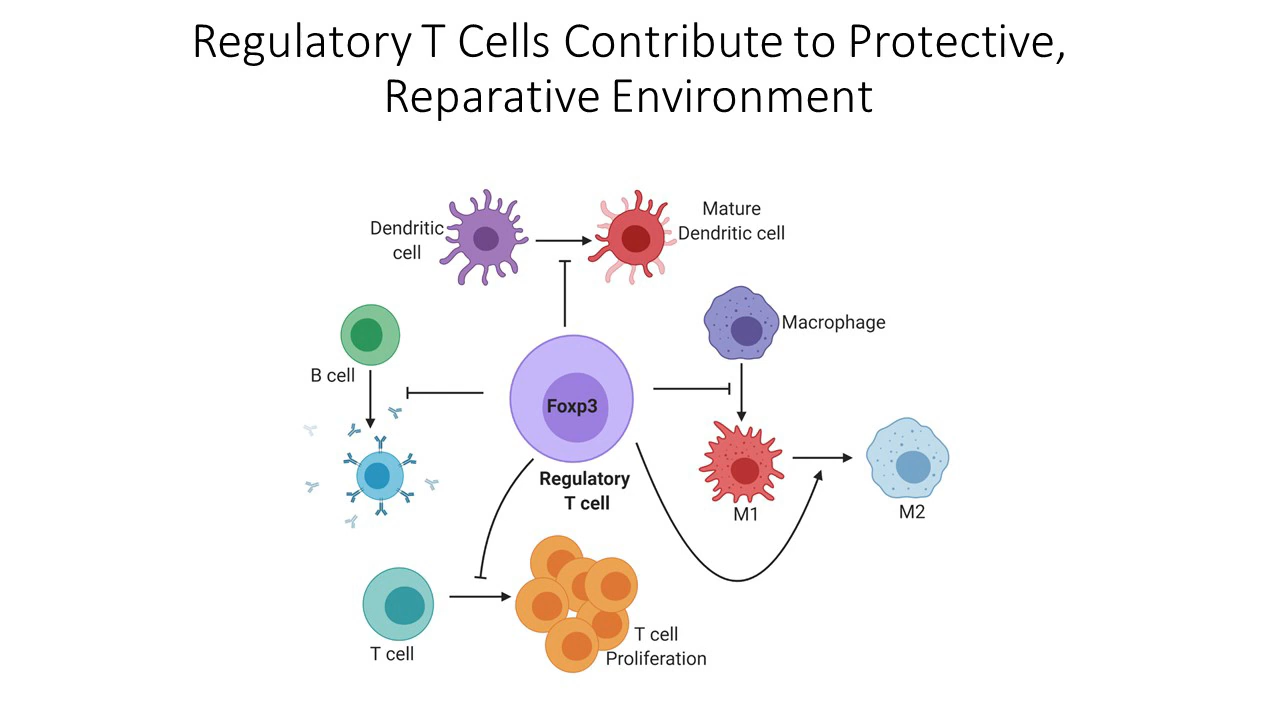 Regulatory T Cells Contribute to Protective,
Reparative Environment
Dendritic
cell
Mature
Dendritic cell
Macrophage
B cell
Foxp3
Regulatory
T cell
M1
M2
T cell
T cell
Proliferation